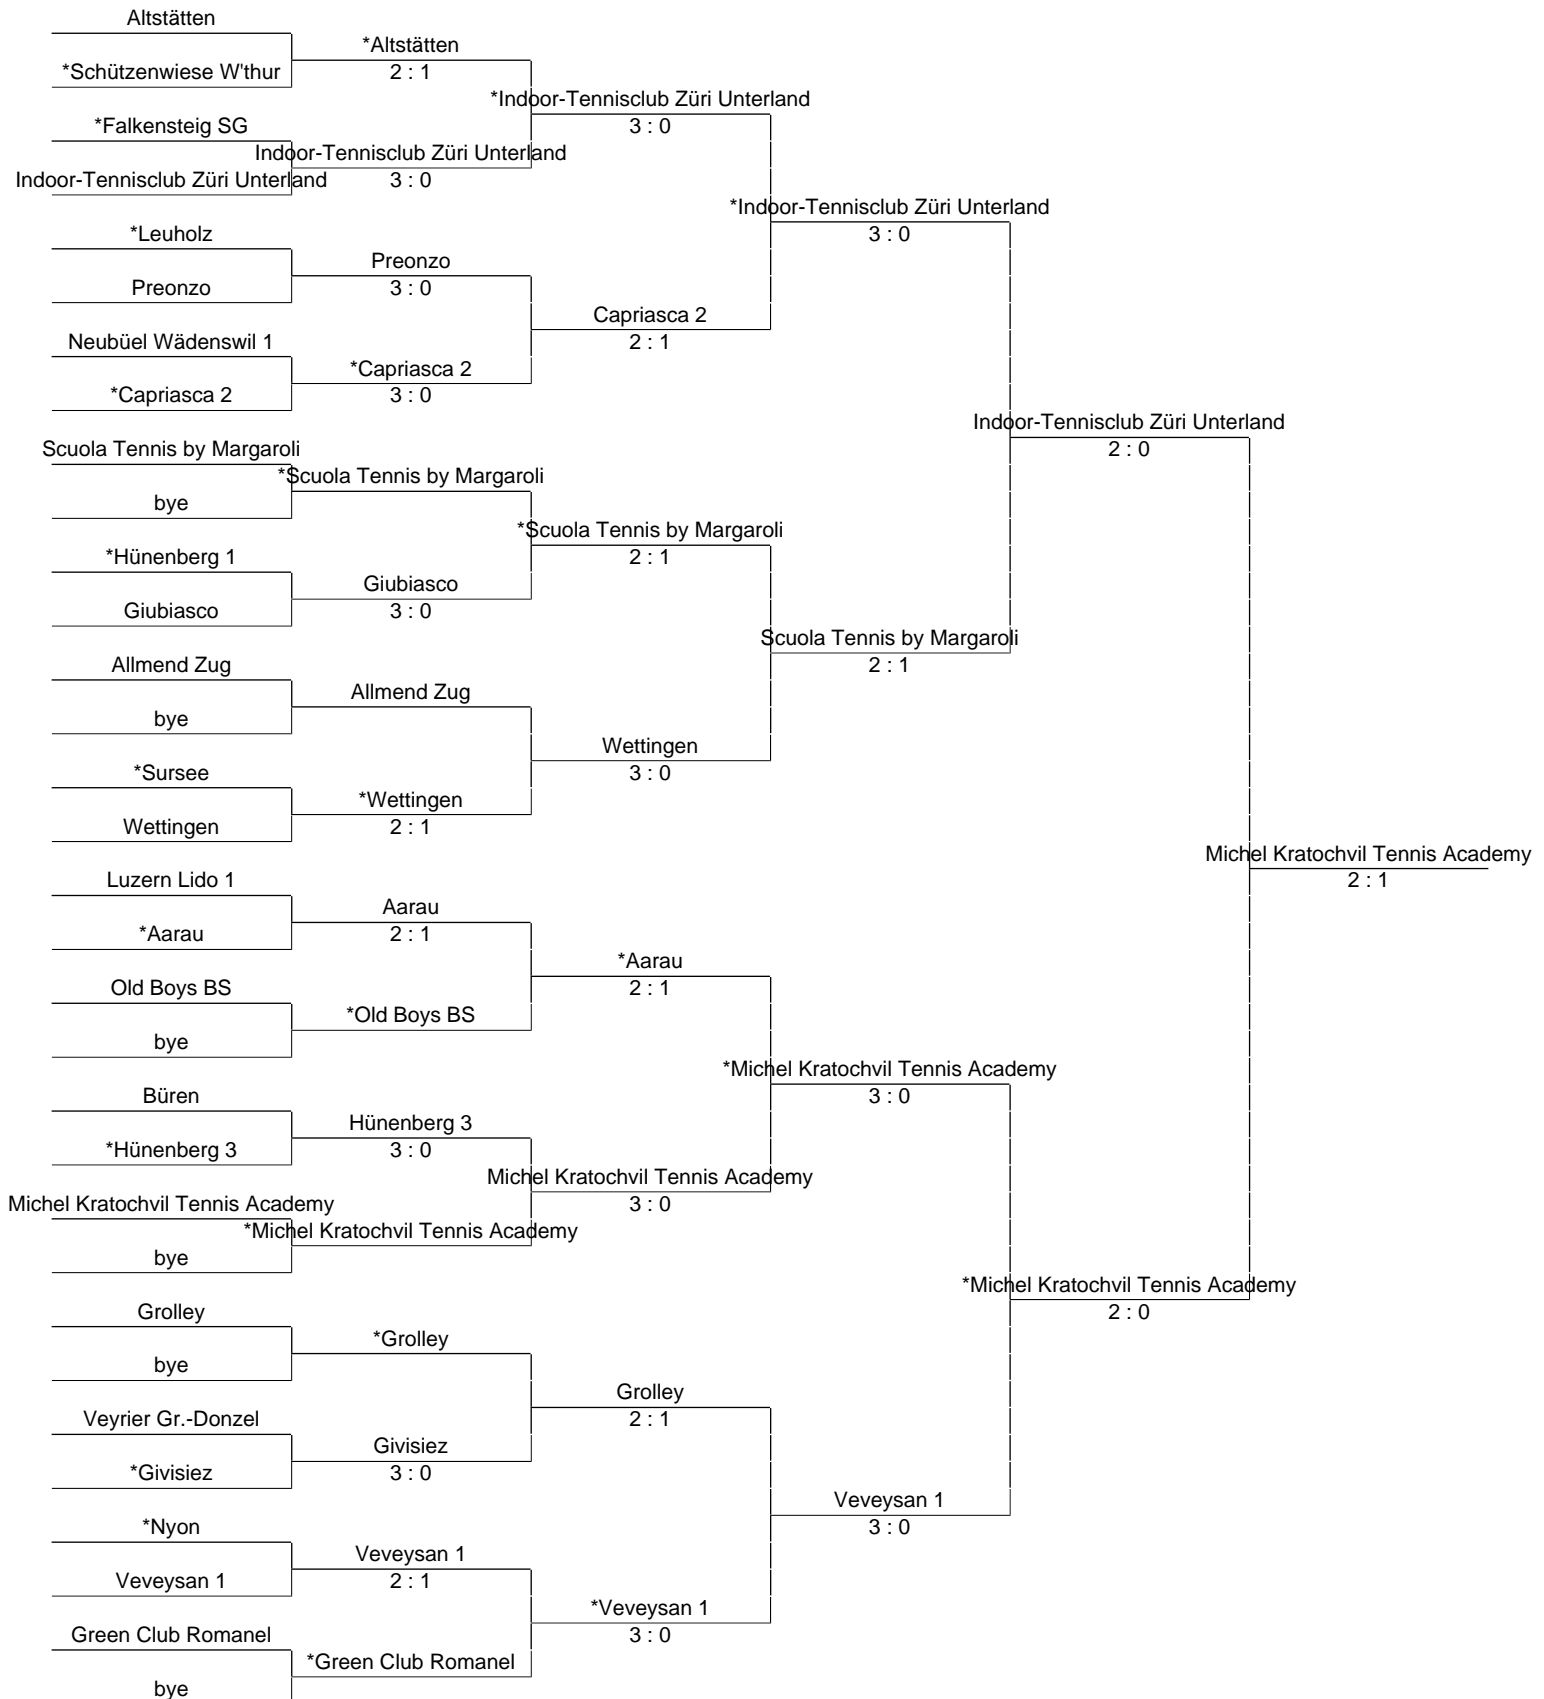 Altstätten
*Altstätten
*Schützenwiese W'thur
2 : 1
*Indoor-Tennisclub Züri Unterland
*Falkensteig SG
3 : 0
Indoor-Tennisclub Züri Unterland
Indoor-Tennisclub Züri Unterland
3 : 0
*Indoor-Tennisclub Züri Unterland
*Leuholz
3 : 0
Preonzo
Preonzo
3 : 0
Capriasca 2
Neubüel Wädenswil 1
2 : 1
*Capriasca 2
*Capriasca 2
3 : 0
Indoor-Tennisclub Züri Unterland
Scuola Tennis by Margaroli
2 : 0
*Scuola Tennis by Margaroli
bye
*Scuola Tennis by Margaroli
*Hünenberg 1
2 : 1
Giubiasco
Giubiasco
3 : 0
Scuola Tennis by Margaroli
Allmend Zug
2 : 1
Allmend Zug
bye
Wettingen
*Sursee
3 : 0
*Wettingen
Wettingen
2 : 1
Michel Kratochvil Tennis Academy
Luzern Lido 1
2 : 1
Aarau
*Aarau
2 : 1
*Aarau
Old Boys BS
2 : 1
*Old Boys BS
bye
*Michel Kratochvil Tennis Academy
Büren
3 : 0
Hünenberg 3
*Hünenberg 3
3 : 0
Michel Kratochvil Tennis Academy
Michel Kratochvil Tennis Academy
3 : 0
*Michel Kratochvil Tennis Academy
bye
*Michel Kratochvil Tennis Academy
Grolley
2 : 0
*Grolley
bye
Grolley
Veyrier Gr.-Donzel
2 : 1
Givisiez
*Givisiez
3 : 0
Veveysan 1
*Nyon
3 : 0
Veveysan 1
Veveysan 1
2 : 1
*Veveysan 1
Green Club Romanel
3 : 0
*Green Club Romanel
bye